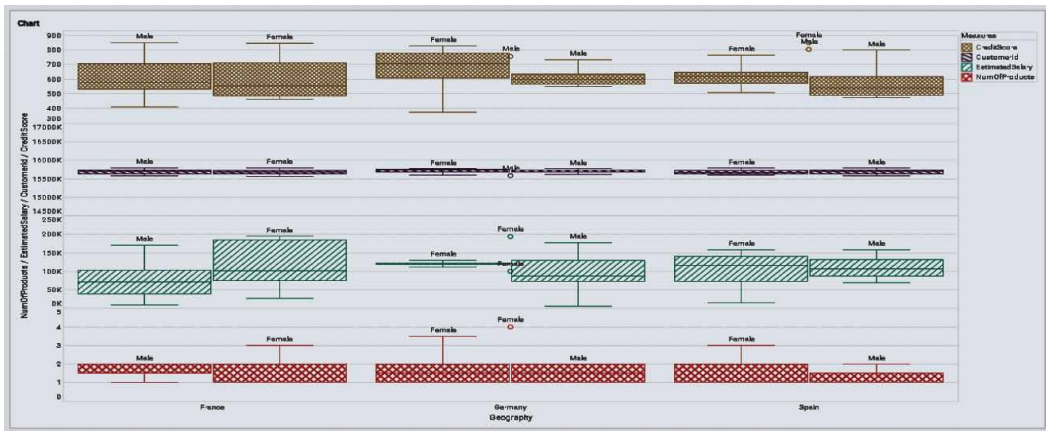 Chart
Measures
CreditScore
CustomerId
EstimatedSalary
NumOfProducts
NumOfProducts / EstimatedSalary / CustomerId / CreditScore
900
800
700
600
500
400
300
Male
Female
Female
Male
Male
Female
Female
Male
Male
17000K
16500K
16000K
15500K
15000K
14500K
Male
Female
Female
Male
Male
Female
Male
250K
200K
150K
100K
50K
0K
Male
Female
Female
Female
Male
Female
Male
5
4
3
2
1
0
Male
Female
Female
Female
Male
Female
Male
France
Germany
Spain
Geography